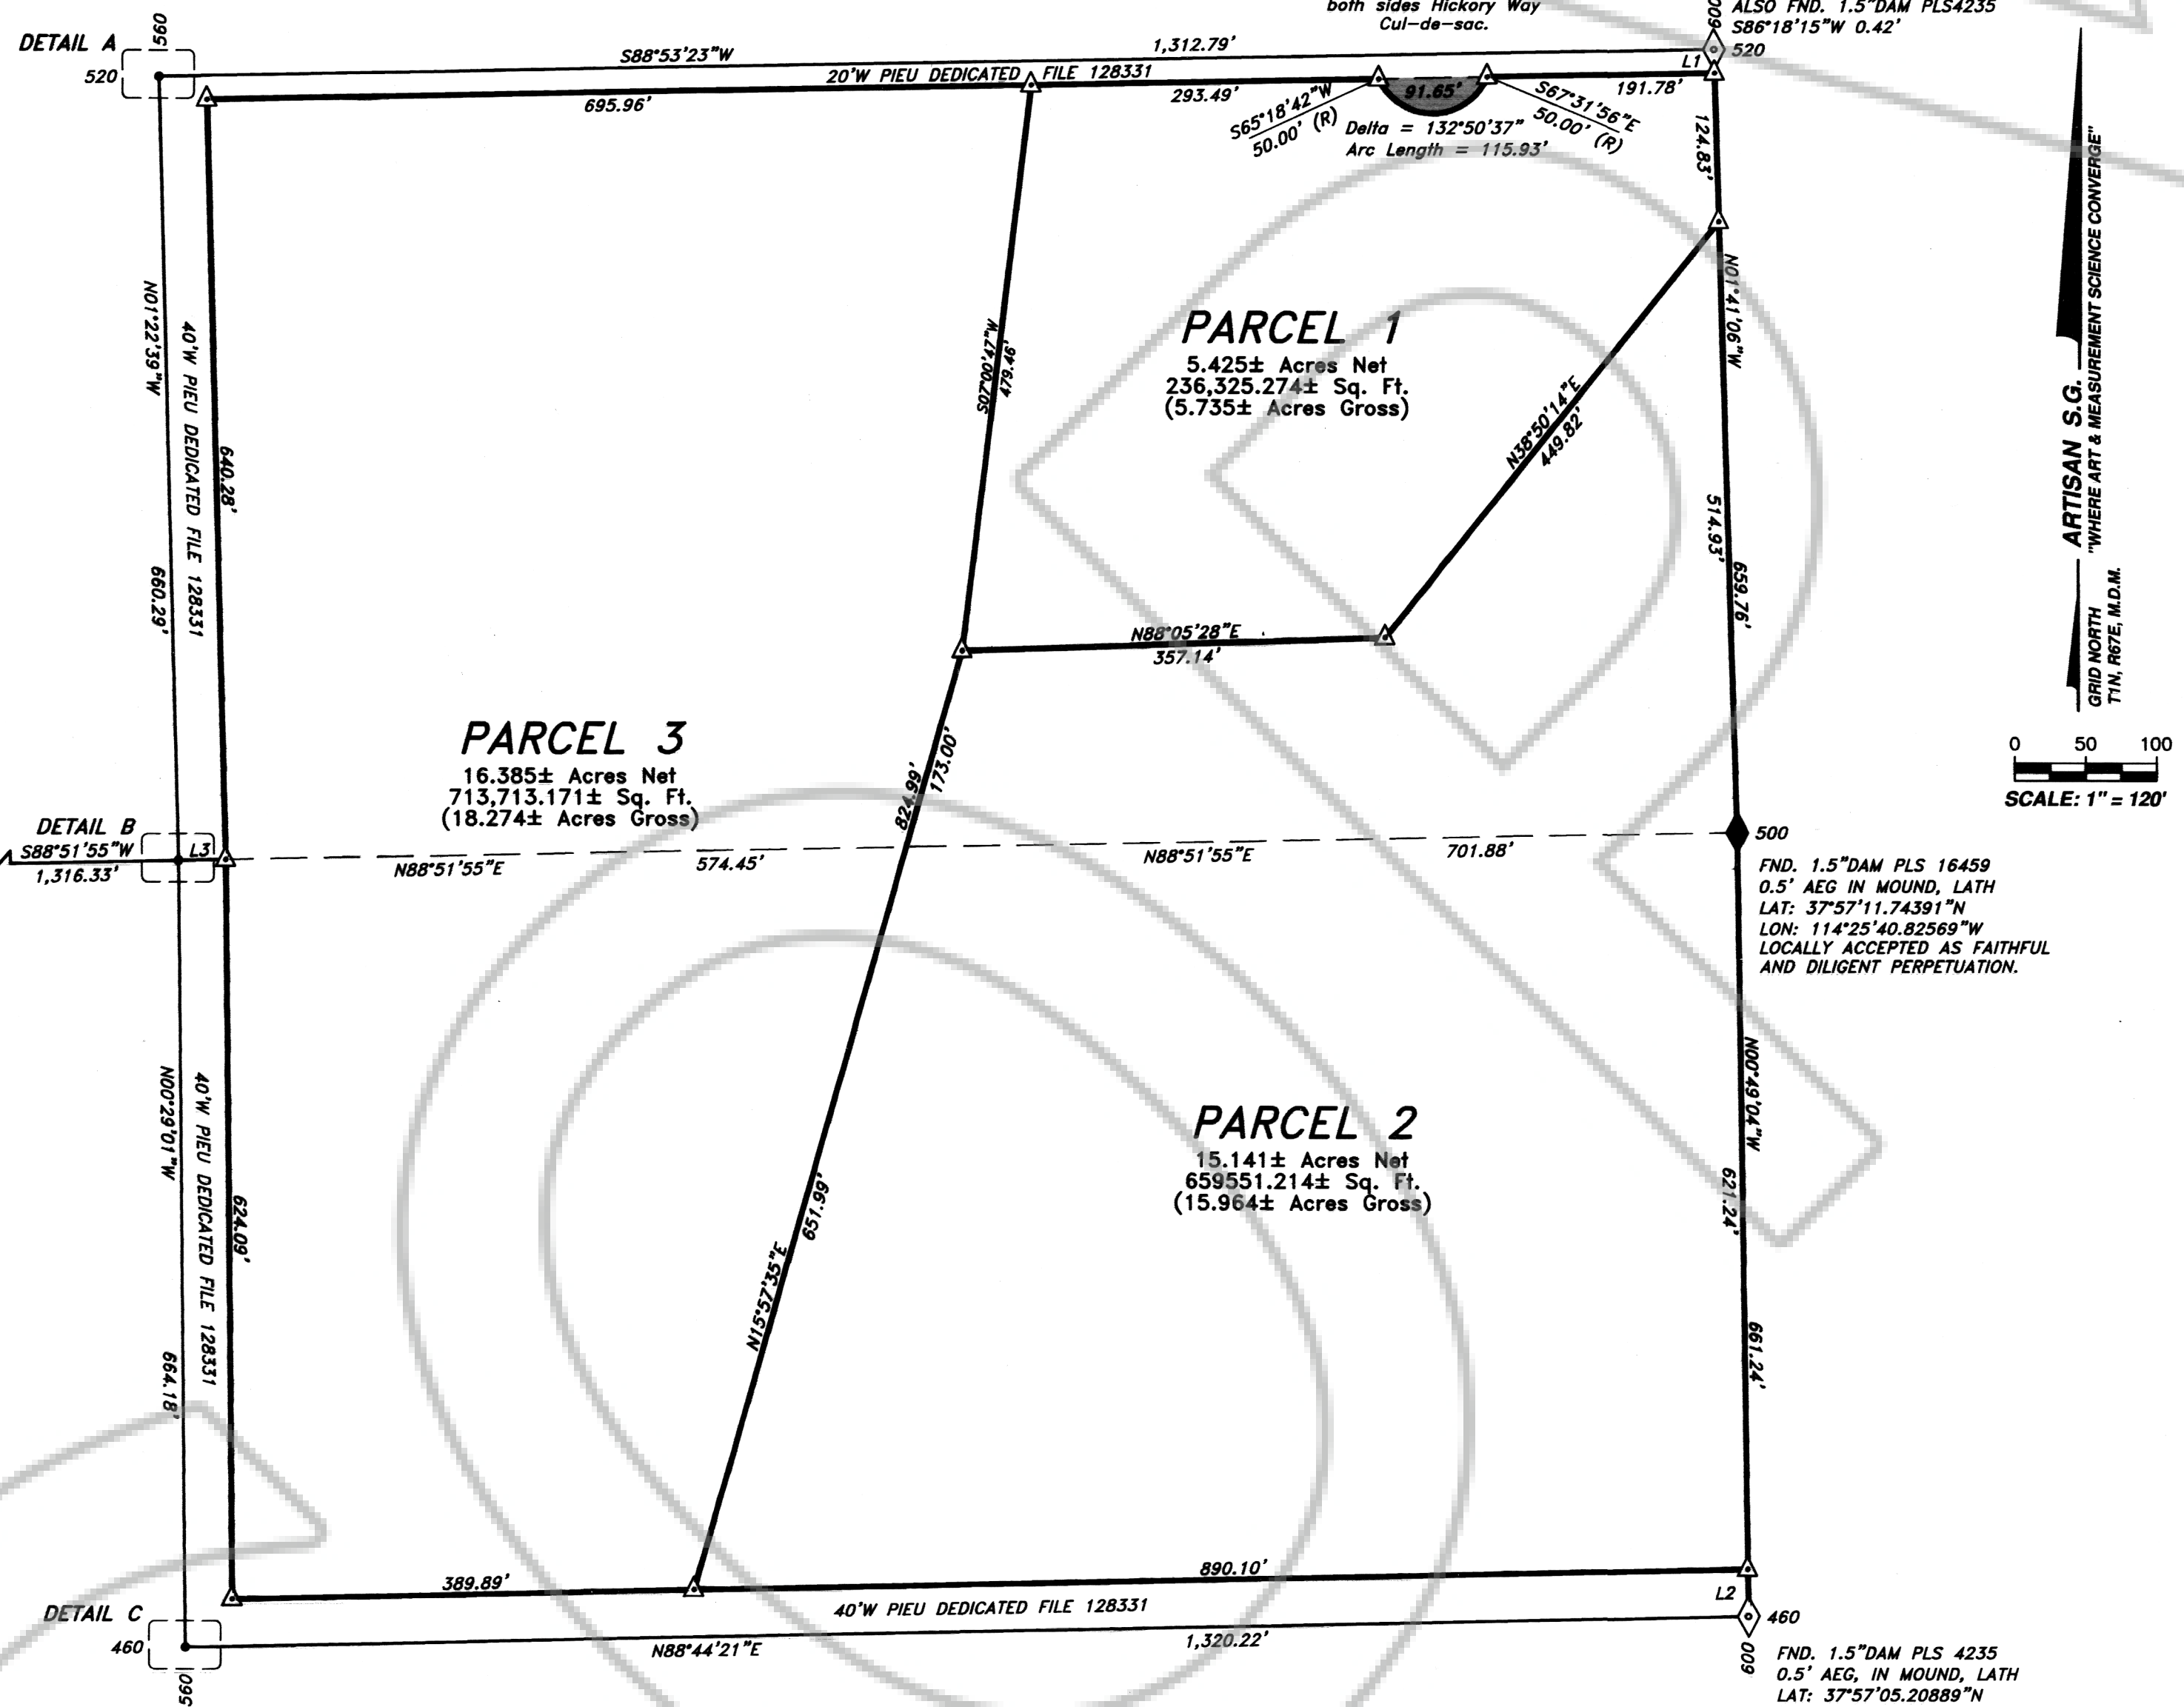 both sides Hickory Way
Cul-de-sac.
600
ALSO FND. 1.5"DAM PLS4235
S86°18'15"W 0.42'
520
DETAIL A
560
520
S88°53'23"W
1,312.79'
L1
20'W PIEU DEDICATED FILE 128331
695.96'
293.49'
91.65'
191.78'
S65°18'42"W
50.00' (R)
S67°31'56"E
50.00' (R)
Delta = 132°50'37"
Arc Length = 115.93'
124.83'
N01°22'39"W
40'W PIEU DEDICATED FILE 128331
640.28'
660.29'
S07°00'47"W
479.46'
PARCEL 1
5.425± Acres Net
236,325.274± Sq. Ft.
(5.735± Acres Gross)
N38°50'14"E
449.82'
N01°41'06"W
514.93'
659.76'
ARTISAN S.G.
"WHERE ART & MEASUREMENT SCIENCE CONVERGE"
GRID NORTH
T1N, R67E, M.D.M.
0 50 100
SCALE: 1" = 120'
N88°05'28"E
357.14'
PARCEL 3
16.385± Acres Net
713,713.171± Sq. Ft.
(18.274± Acres Gross)
824.99'
173.00'
DETAIL B
S88°51'55"W
1,316.33'
L3
N88°51'55"E
574.45'
N88°51'55"E
701.88'
500
FND. 1.5"DAM PLS 16459
0.5' AEG IN MOUND, LATH
LAT: 37°57'11.74391"N
LON: 114°25'40.82569"W
LOCALLY ACCEPTED AS FAITHFUL
AND DILIGENT PERPETUATION.
N00°29'01"W
40'W PIEU DEDICATED FILE 128331
624.09'
664.18'
N15°57'35"E
651.99'
PARCEL 2
15.141± Acres Net
659551.214± Sq. Ft.
(15.964± Acres Gross)
N00°49'04"W
621.24'
661.24'
389.89'
890.10'
L2
40'W PIEU DEDICATED FILE 128331
DETAIL C
460
560
N88°44'21"E
1,320.22'
460
600
FND. 1.5"DAM PLS 4235
0.5' AEG, IN MOUND, LATH
LAT: 37°57'05.20889"N